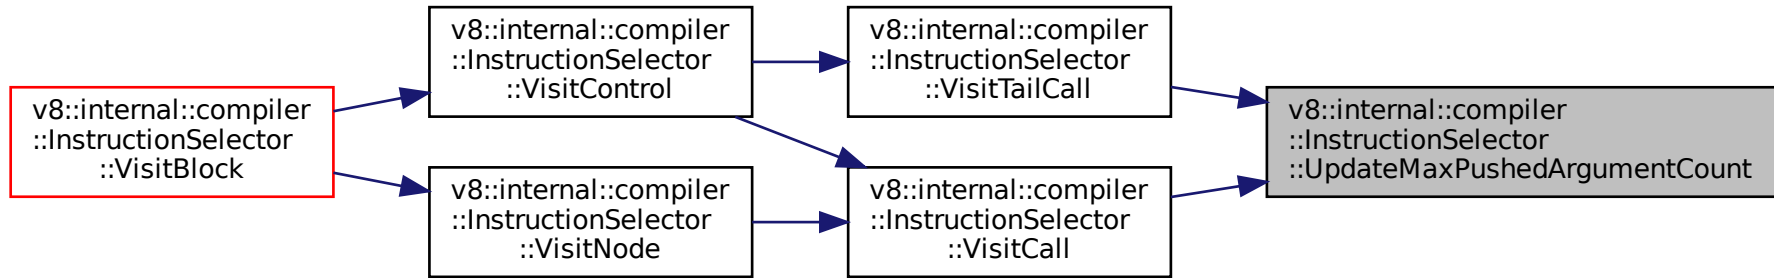 v8::internal::compiler
::InstructionSelector
::VisitBlock
v8::internal::compiler
::InstructionSelector
::VisitControl
v8::internal::compiler
::InstructionSelector
::VisitNode
v8::internal::compiler
::InstructionSelector
::VisitTailCall
v8::internal::compiler
::InstructionSelector
::VisitCall
v8::internal::compiler
::InstructionSelector
::UpdateMaxPushedArgumentCount